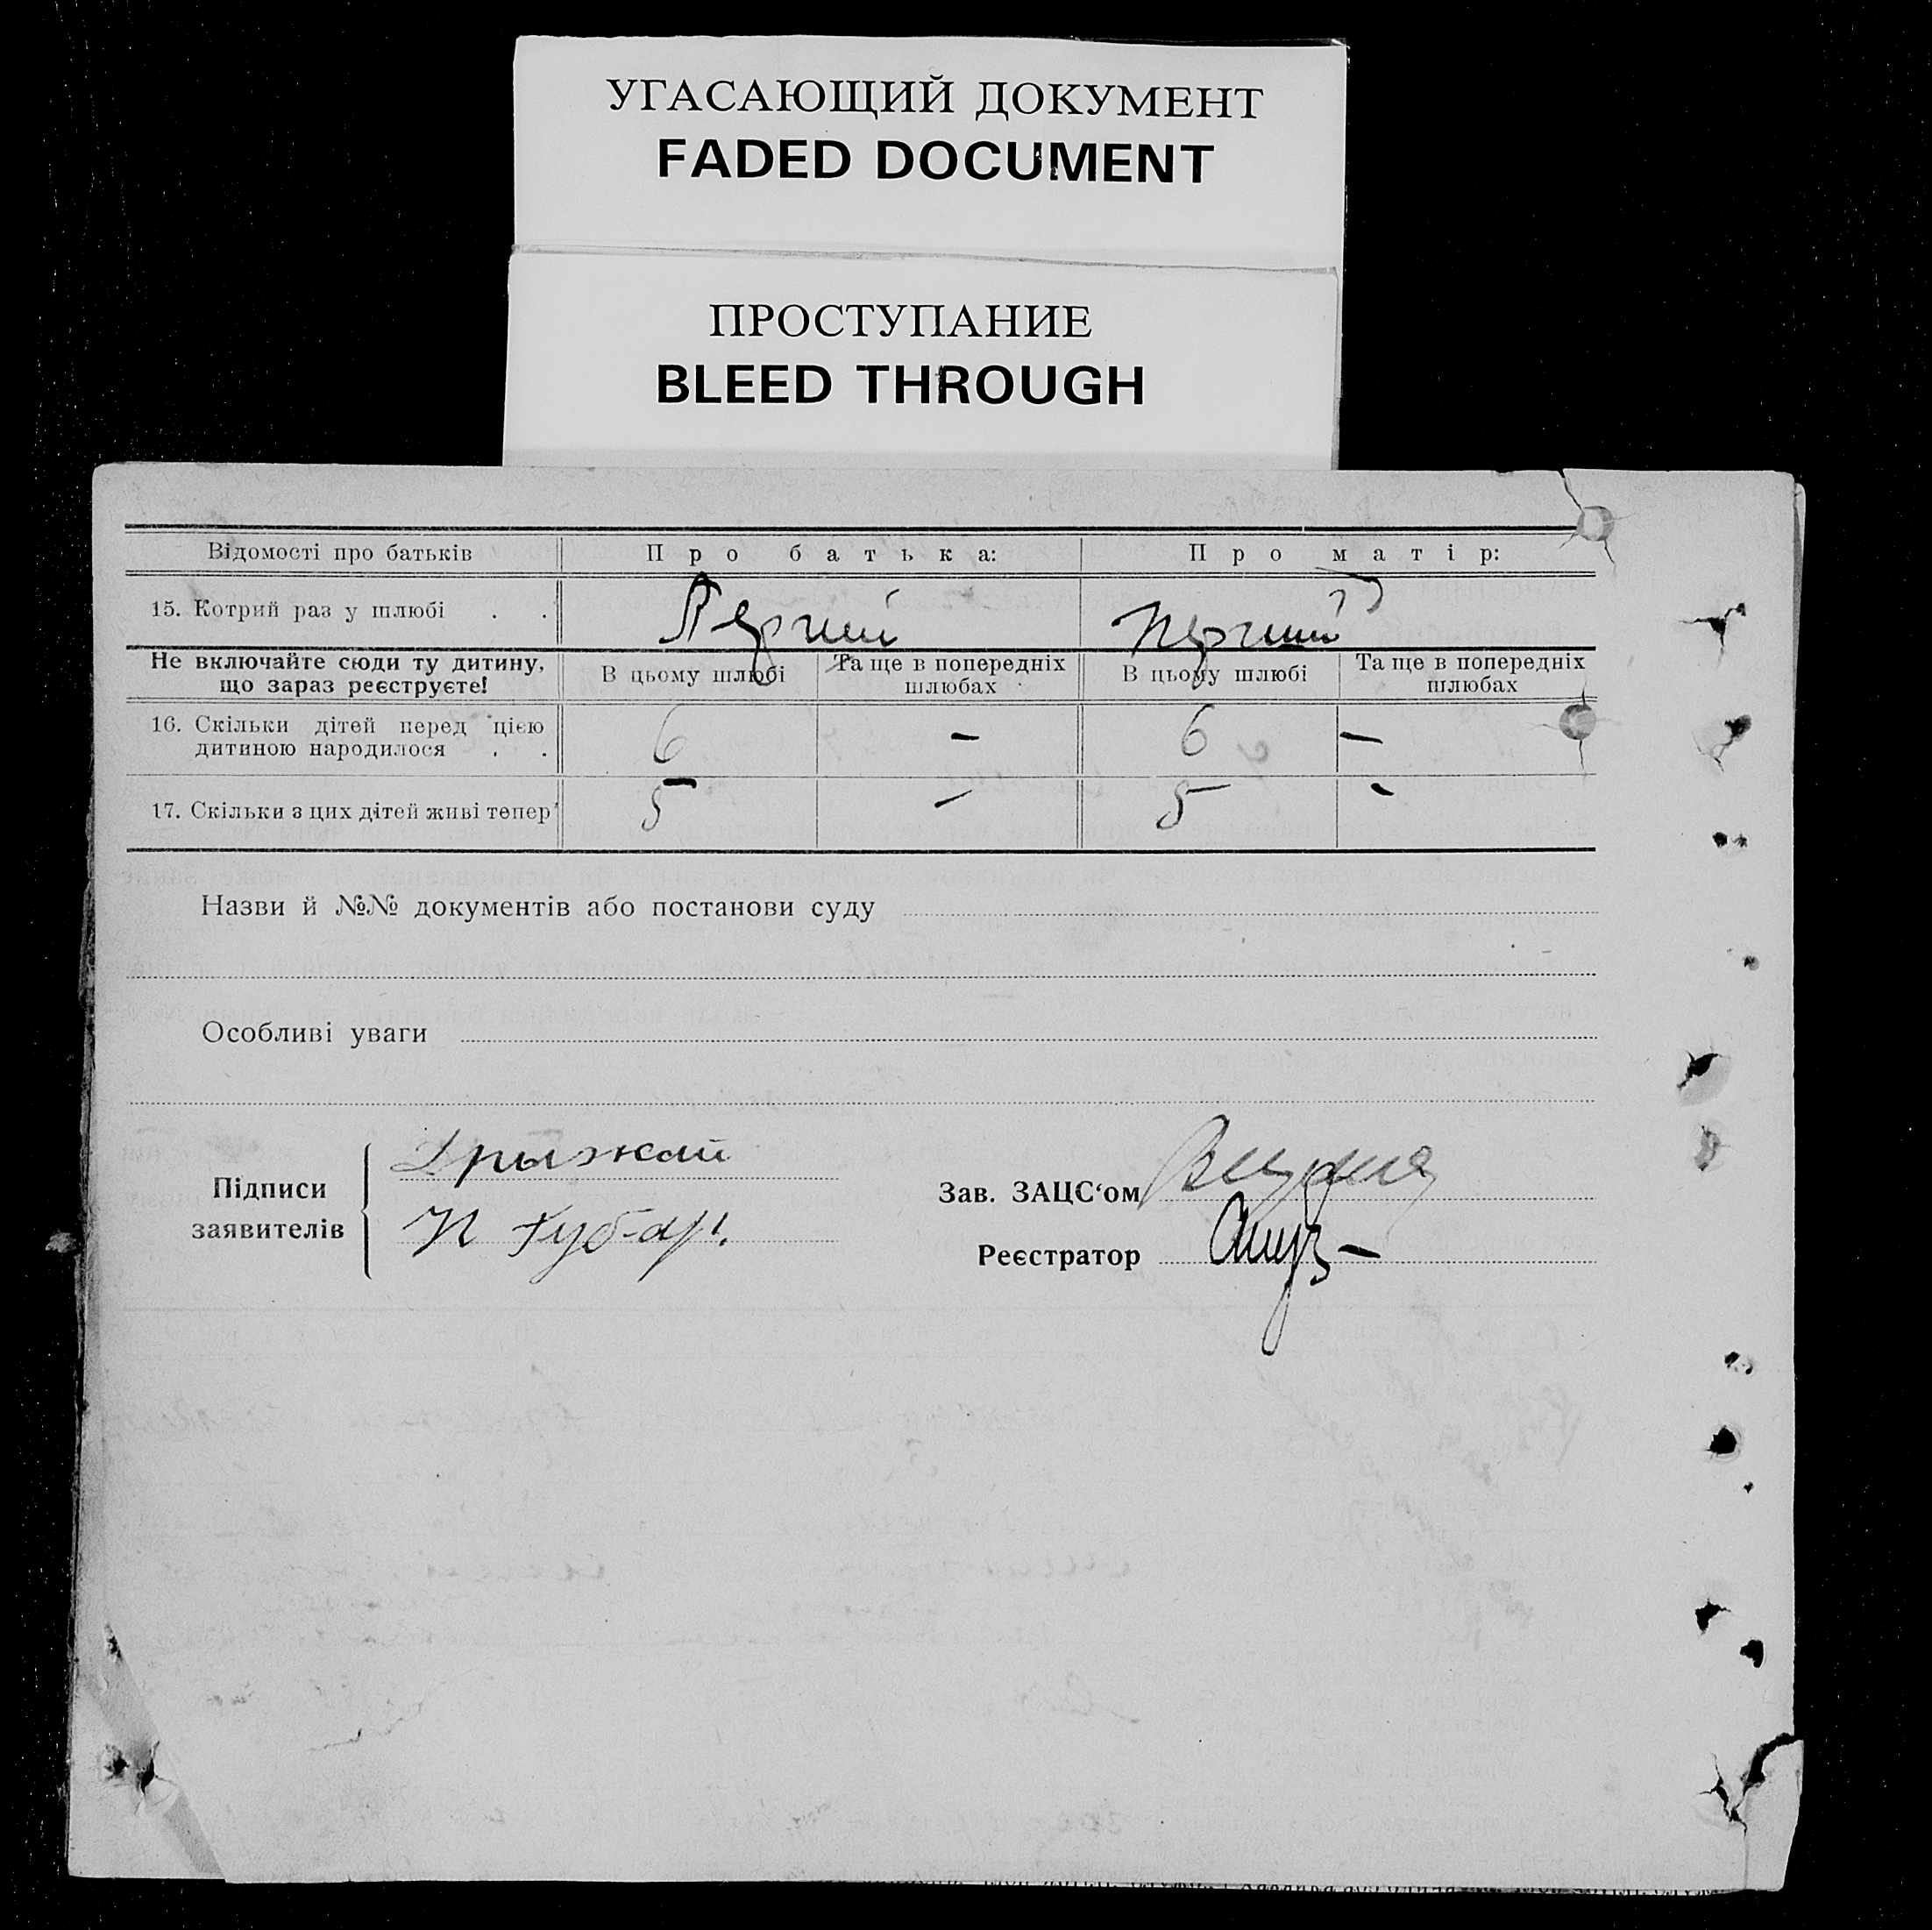 УГАСАЮЩИЙ ДОКУМЕНТ
FADED DOCUMENT
ПРОСТУПАНИЕ
BLEED THROUGH
Відомості про батьків Про батька: Про матір:
15. Котрий раз у шлюбі . . Перший Перший
Не включайте сюди ту дитину, що зараз реєструєте! В цьому шлюбі Та ще в попередніх шлюбах В цьому шлюбі Та ще в попередніх шлюбах
16. Скільки дітей перед цією дитиною народилося . . 6 — 6 —
17. Скільки з цих дітей живі тепер 5 — 5 -
Назви й №№ документів або постанови суду
Особливі уваги
Підписи заявителів
Зав. ЗАЦС‘ом
Реєстратор